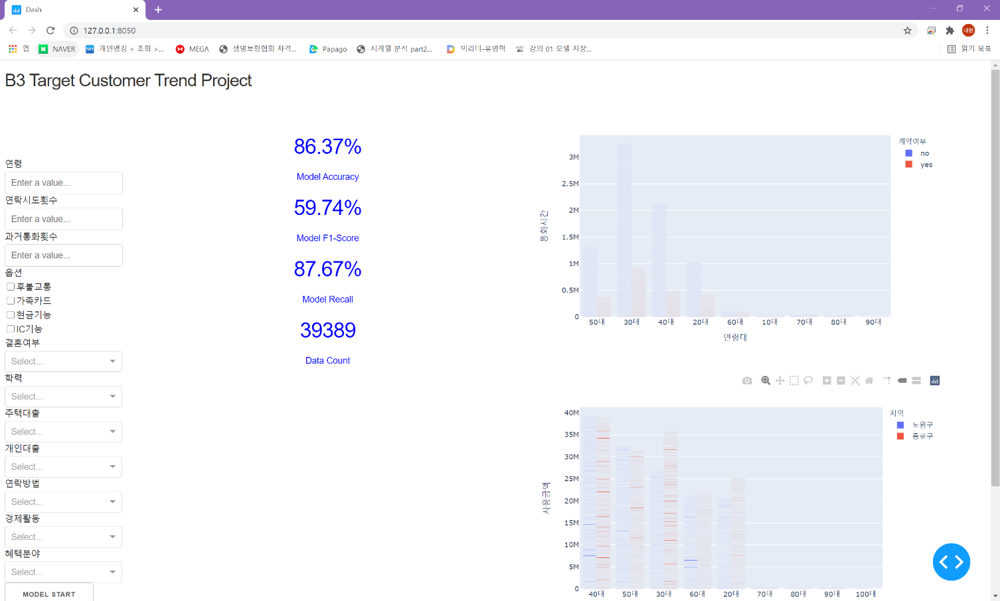 Dash
127.0.0.1:8050
앱
NAVER
개인뱅킹 > 조회 >...
MEGA
생명보험협회 자격...
Papago
시계열 분석 part2...
빅리더-유병혁
강의 01 모델 저장...
읽기 목록
B3 Target Customer Trend Project
연령
Enter a value...
연락시도횟수
Enter a value...
과거통화횟수
Enter a value...
옵션
후불교통
가족카드
현금기능
IC기능
결혼여부
Select...
학력
Select...
주택대출
Select...
개인대출
Select...
연락방법
Select...
경제활동
Select...
혜택분야
Select...
MODEL START
86.37%
Model Accuracy
59.74%
Model F1-Score
87.67%
Model Recall
39389
Data Count
계약여부
no
yes
통화시간
3M
2.5M
2M
1.5M
1M
0.5M
0
50대 30대 40대 20대 60대 10대 70대 80대 90대
연령대
지역
노원구
종로구
사용금액
40M
35M
30M
25M
20M
15M
10M
5M
0
40대 50대 30대 60대 20대 70대 80대 90대 100대